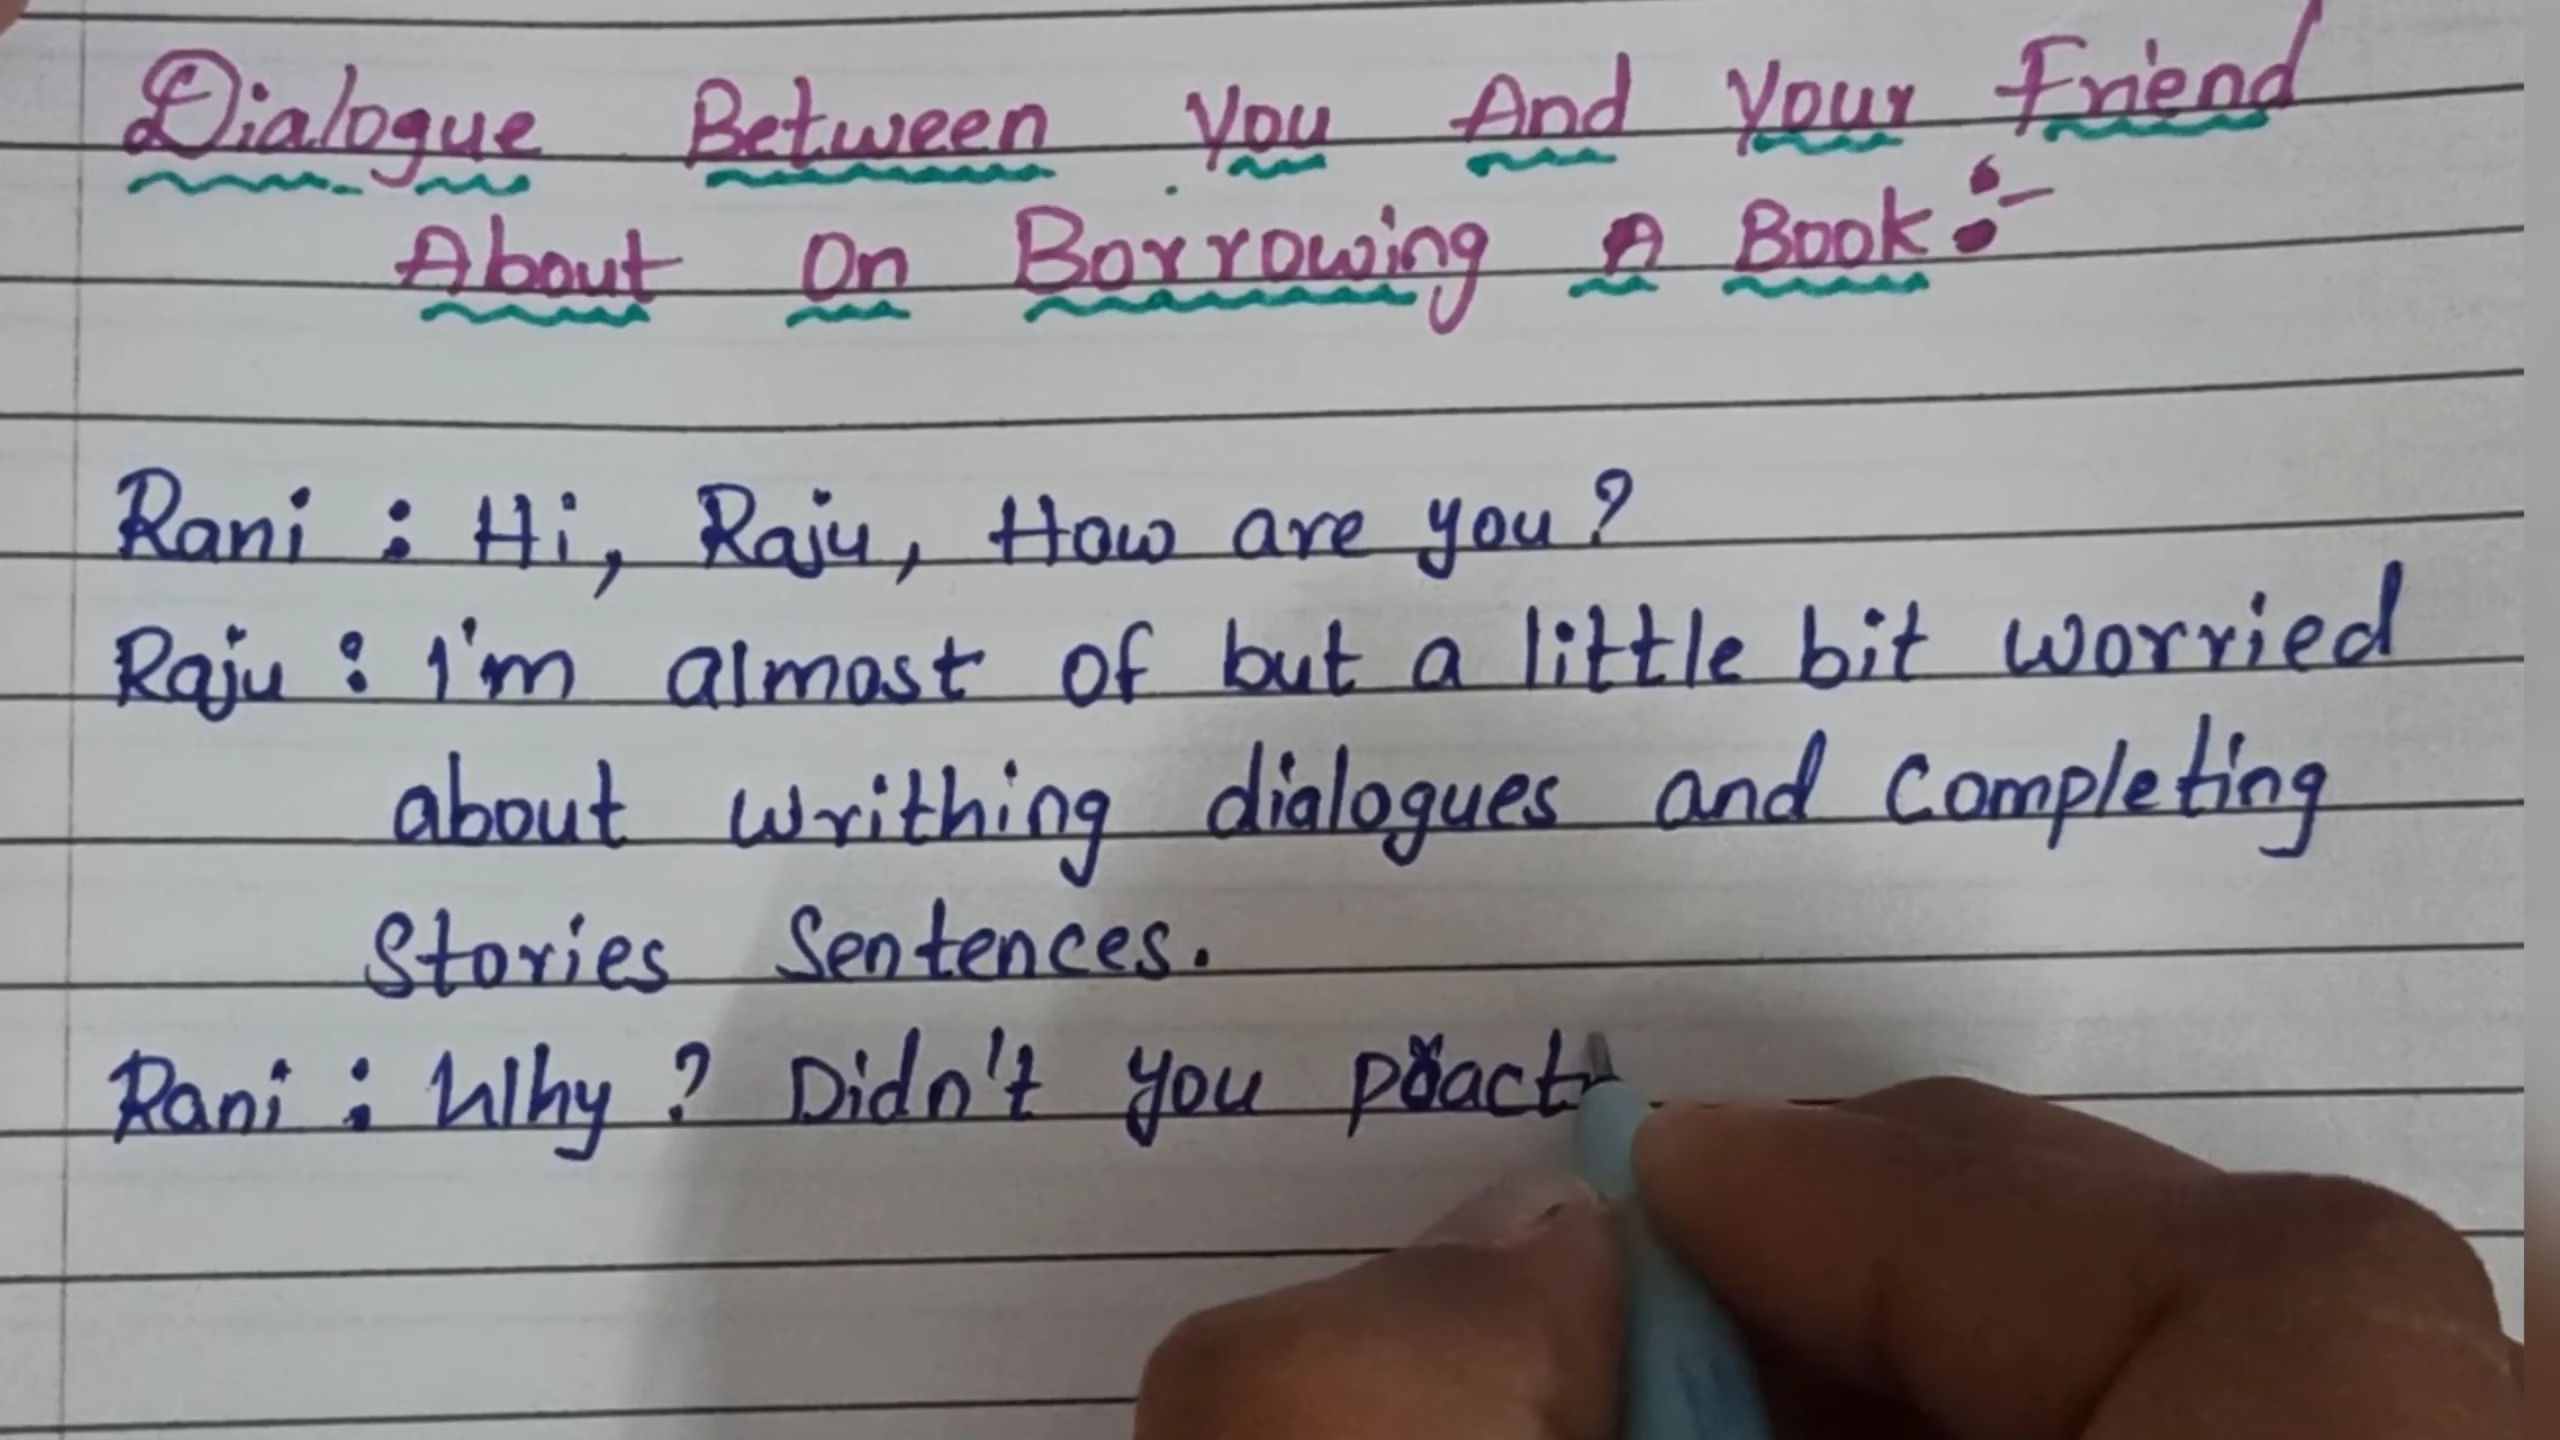 Dialogue Between You And Your Friend
About On Borrowing A Book :-
Rani : Hi, Raju, How are you?
Raju : I'm almost of but a little bit worried
about writhing dialogues and completing
Stories Sentences.
Rani : Why ? Didn't you